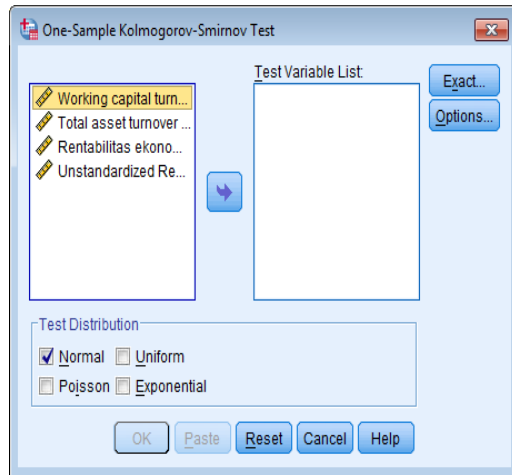 One-Sample Kolmogorov-Smirnov Test
Test Variable List:
Working capital turn...
Total asset turnover ...
Rentabilitas ekono...
Unstandardized Re...
Exact...
Options...
Test Distribution
Normal Uniform
Poisson Exponential
OK Paste Reset Cancel Help